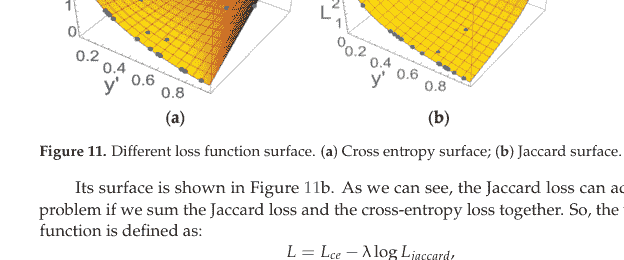 1
0
0.2
0.4
0.6
0.8
y'
L
2
1
0
0.2
0.4
0.6
0.8
y'
(a)
(b)
Figure 11. Different loss function surface. (a) Cross entropy surface; (b) Jaccard surface.
Its surface is shown in Figure 11b. As we can see, the Jaccard loss can
problem if we sum the Jaccard loss and the cross-entropy loss together. So, the
function is defined as:
L = L_ce − λ log L_jaccard,